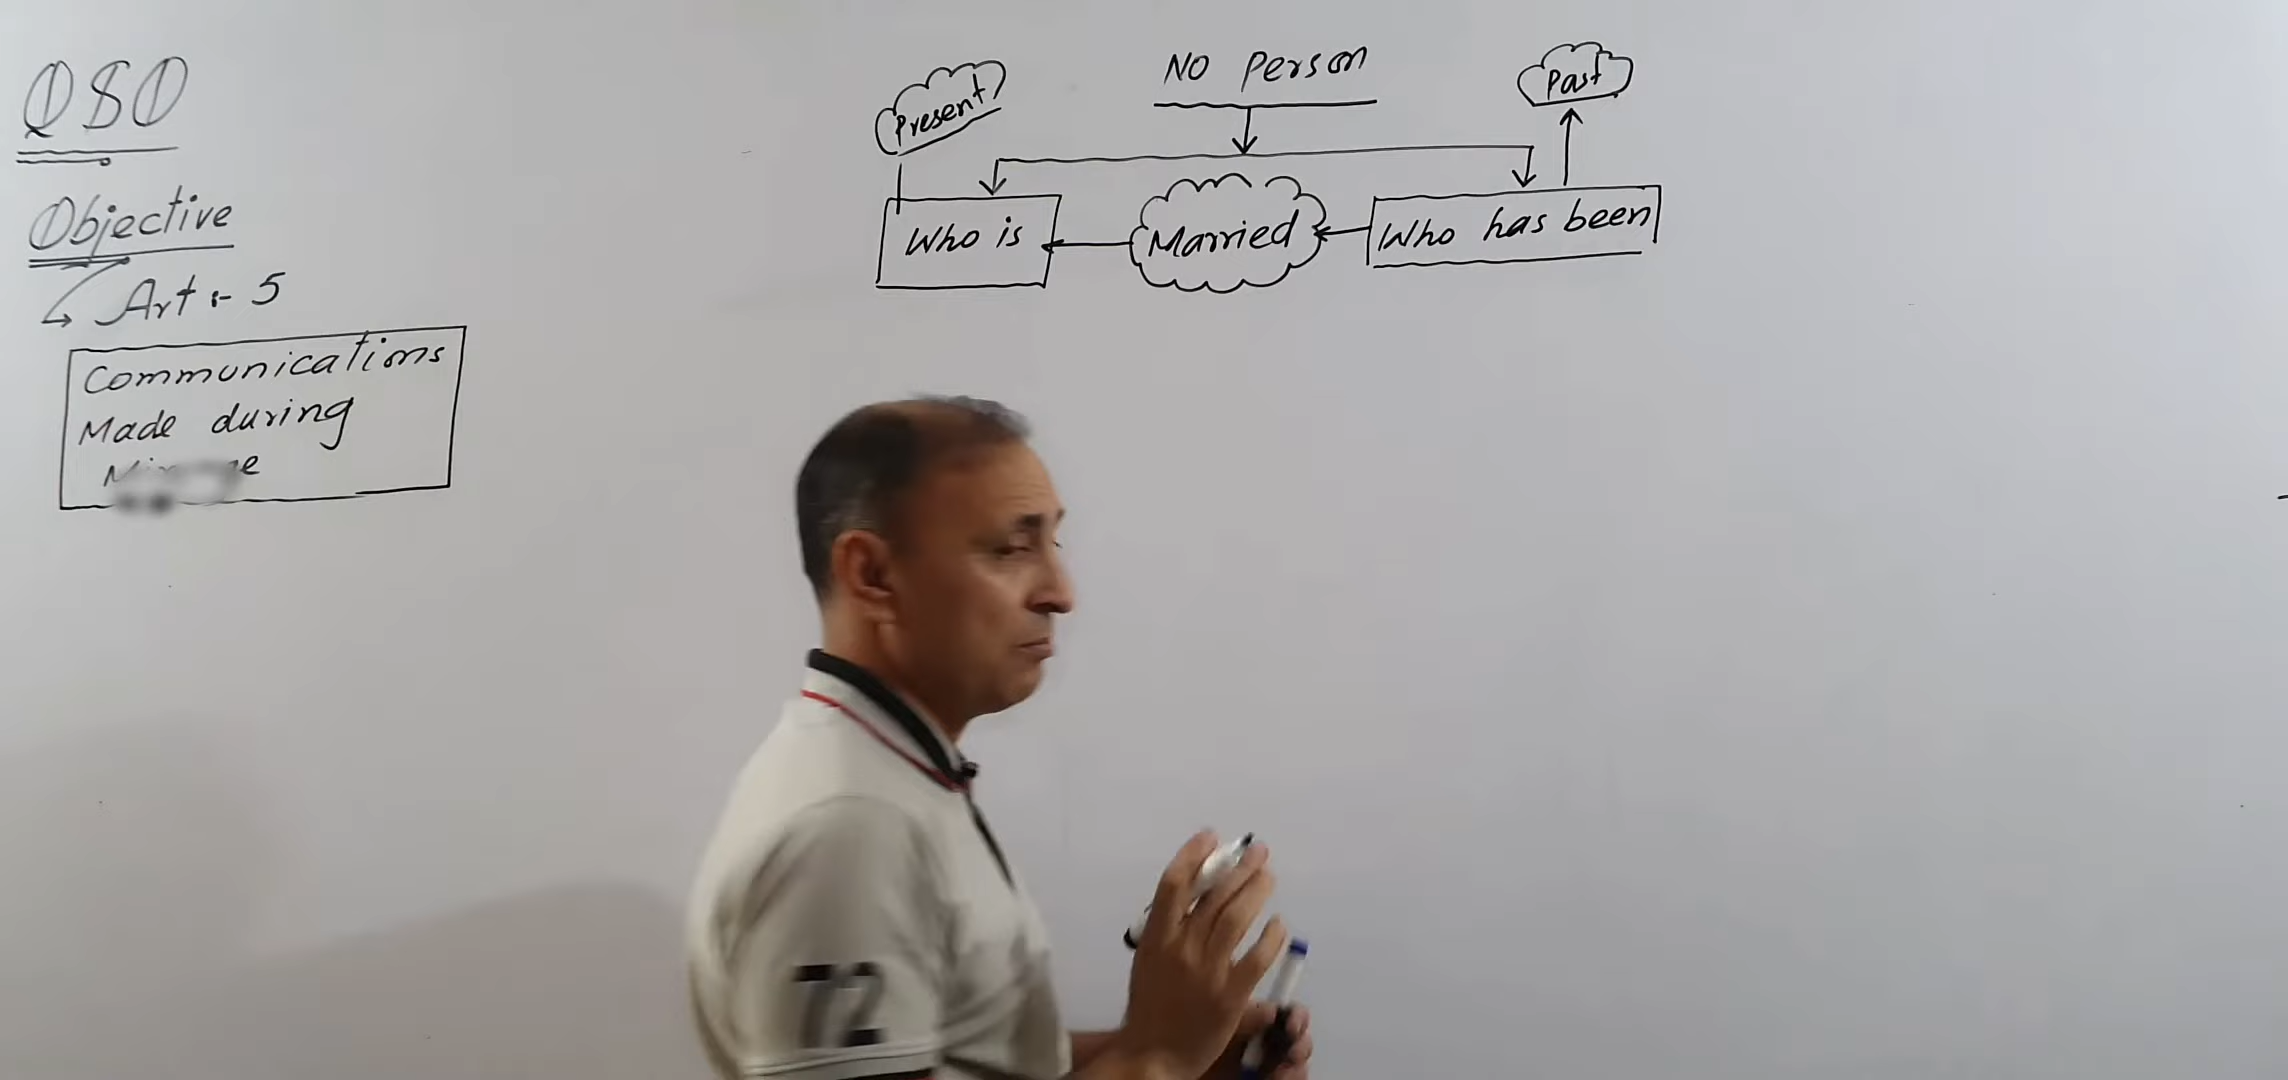 QSO
Objective
Art :- 5
Communications
Made during
NO Person
Present
Past
Who is
Married
Who has been
72